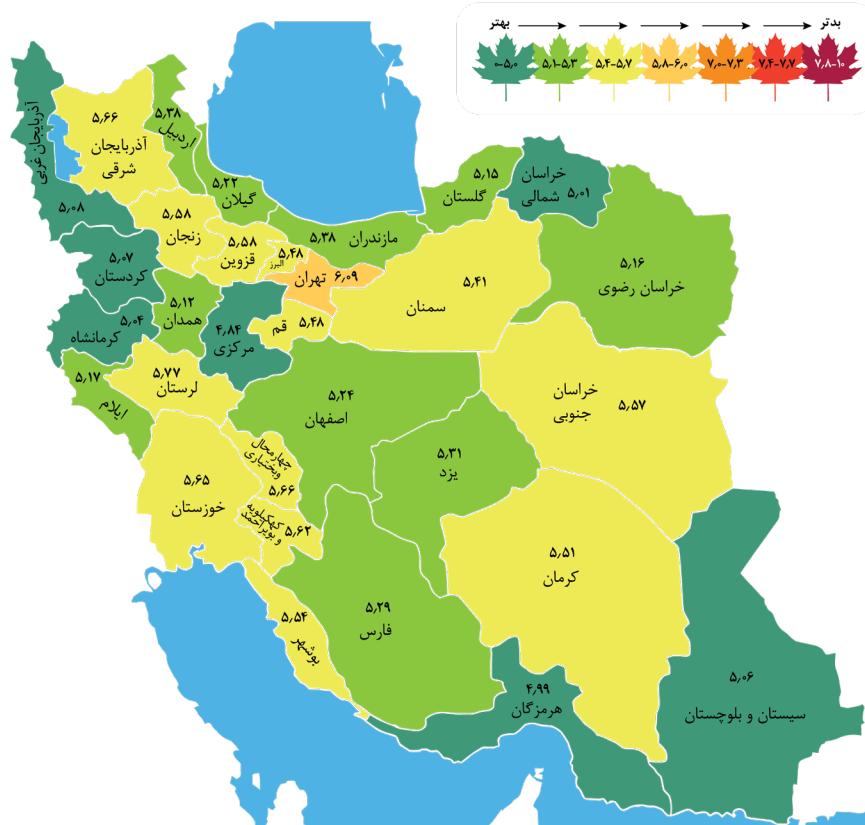 بهتر
بدتر
۰-۵٫۰
۵٫۱-۵٫۳
۵٫۴-۵٫۷
۵٫۸-۶٫۰
۷٫۰-۷٫۳
۷٫۴-۷٫۷
۷٫۸-۱۰
آذربایجان غربی
۵٫۰۸
۵٫۶۶
آذربایجان
شرقی
۵٫۳۸
اردبیل
۵٫۲۲
گیلان
۵٫۱۵
گلستان
خراسان
شمالی ۵٫۰۱
۵٫۵۸
زنجان
۵٫۵۸
قزوین
۵٫۴۸
البرز
۵٫۳۸ مازندران
تهران ۶٫۰۹
۵٫۴۱
سمنان
۵٫۱۶
خراسان رضوی
۵٫۰۷
کردستان
۵٫۱۲
همدان
۵٫۰۴
کرمانشاه
۴٫۸۴
مرکزی
قم ۵٫۴۸
۵٫۱۷
ایلام
۵٫۷۷
لرستان
۵٫۲۴
اصفهان
خراسان
جنوبی
۵٫۵۷
۵٫۳۱
یزد
چهارمحال
وبختیاری
۵٫۶۶
۵٫۶۵
خوزستان
کهکیلویه
و بویراحمد
۵٫۶۲
۵٫۵۱
کرمان
۵٫۵۴
بوشهر
۵٫۲۹
فارس
۴٫۹۹
هرمزگان
۵٫۰۶
سیستان و بلوچستان